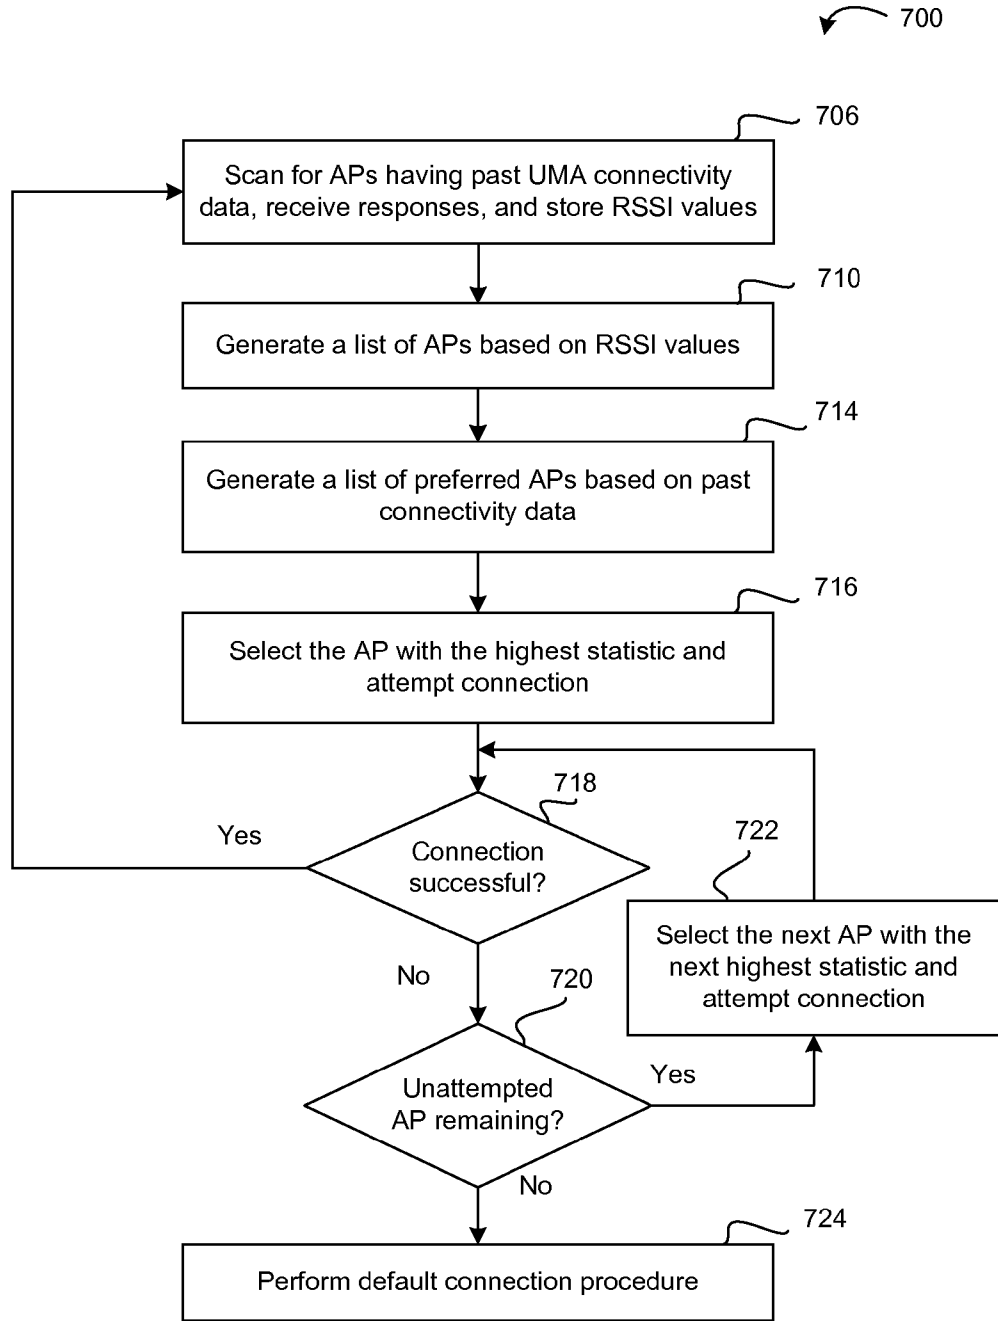 700
706
Scan for APs having past UMA connectivity
data, receive responses, and store RSSI values
710
Generate a list of APs based on RSSI values
714
Generate a list of preferred APs based on past
connectivity data
716
Select the AP with the highest statistic and
attempt connection
718
Yes
Connection
successful?
722
Select the next AP with the
next highest statistic and
attempt connection
No
720
Unattempted
AP remaining?
Yes
No
724
Perform default connection procedure